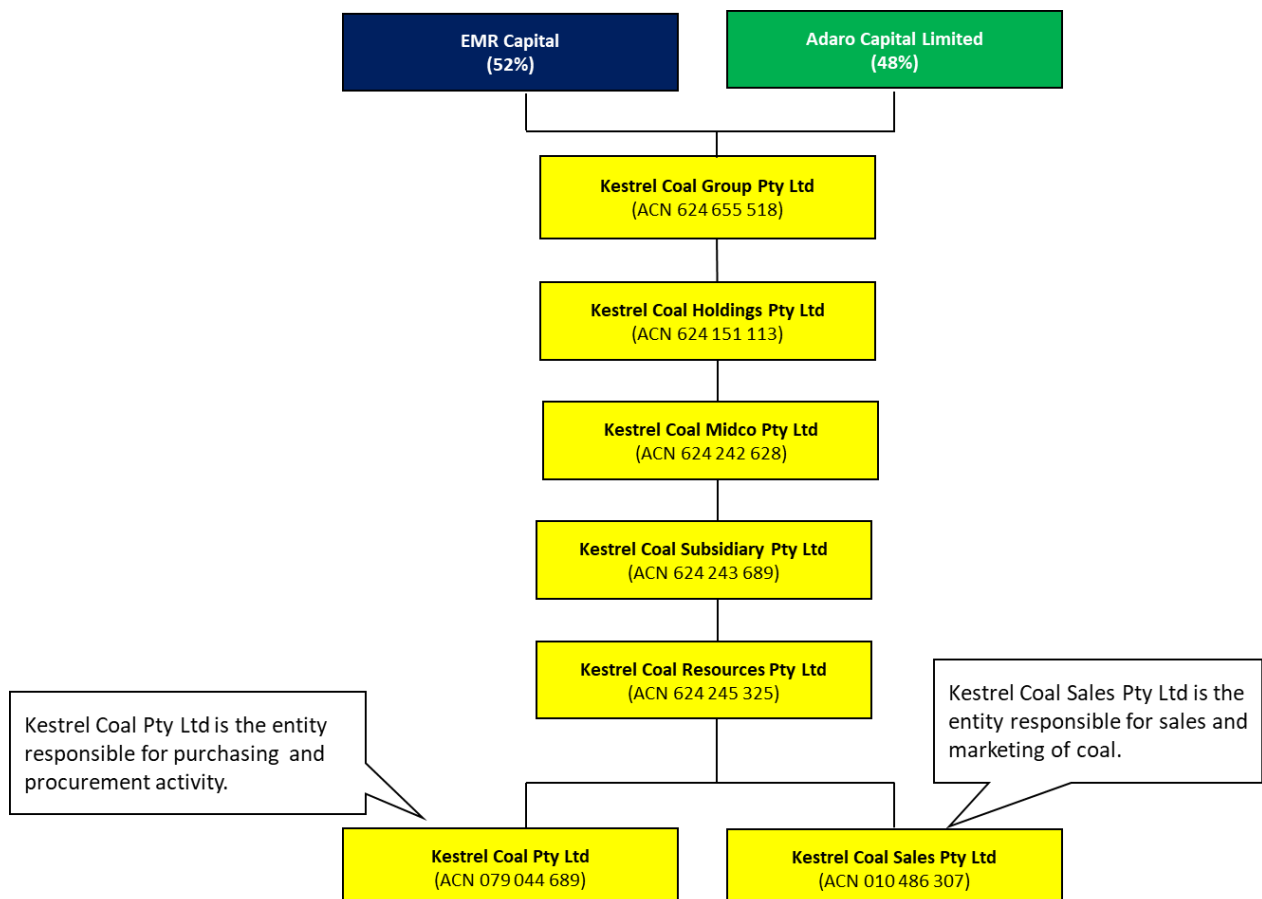 EMR Capital
(52%)
Adaro Capital Limited
(48%)
Kestrel Coal Group Pty Ltd
(ACN 624 655 518)
Kestrel Coal Holdings Pty Ltd
(ACN 624 151 113)
Kestrel Coal Midco Pty Ltd
(ACN 624 242 628)
Kestrel Coal Subsidiary Pty Ltd
(ACN 624 243 689)
Kestrel Coal Resources Pty Ltd
(ACN 624 245 325)
Kestrel Coal Pty Ltd is the entity
responsible for purchasing and
procurement activity.
Kestrel Coal Sales Pty Ltd is the
entity responsible for sales and
marketing of coal.
Kestrel Coal Pty Ltd
(ACN 079 044 689)
Kestrel Coal Sales Pty Ltd
(ACN 010 486 307)